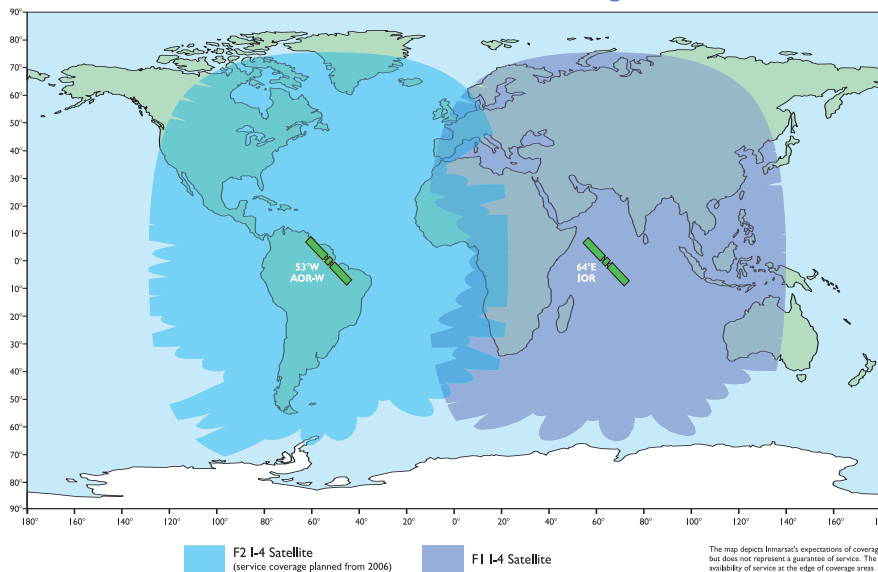 90°
80°
70°
60°
50°
40°
30°
20°
10°
0°
10°
20°
30°
40°
50°
60°
70°
80°
90°
53°W
AOR-W
64°E
IOR
180° 140° 120° 100° 80° 60° 40° 20° 0° 20° 40° 60° 80° 100° 120° 140° 160°
F2 I-4 Satellite
(service coverage planned from 2006)
F1 I-4 Satellite
The map depicts Inmarsat's expectations of
but does not represent a guarantee of service. The
availability of service at the edge of coverage areas